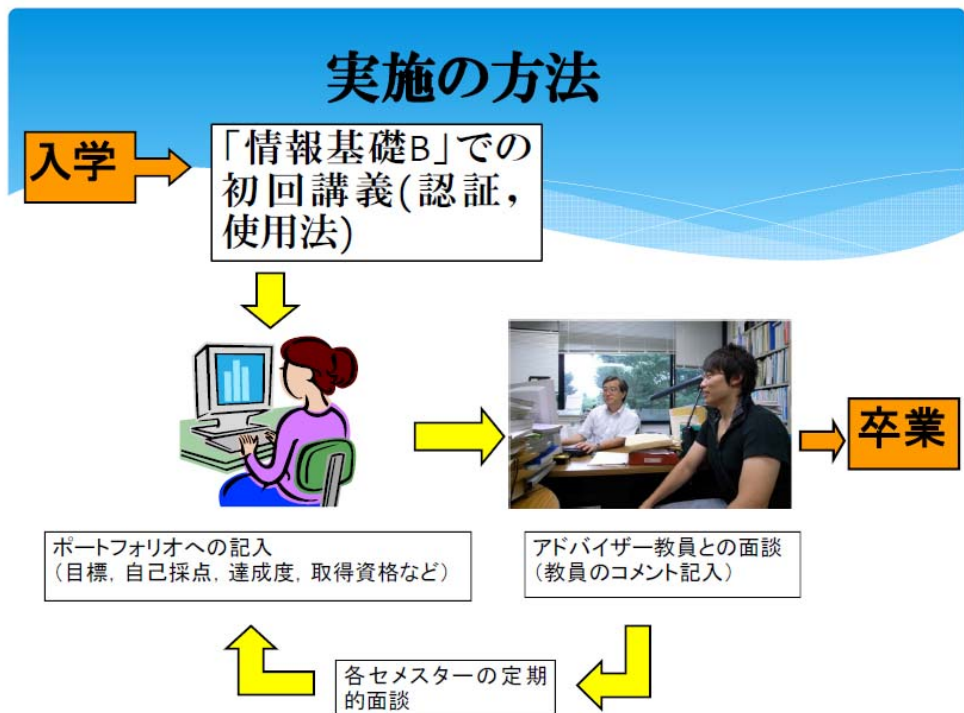 実施の方法
入学
「情報基礎B」での
初回講義(認証,
使用法)
卒業
ポートフォリオへの記入
(目標, 自己採点, 達成度, 取得資格など)
アドバイザー教員との面談
(教員のコメント記入)
各セメスターの定期
的面談